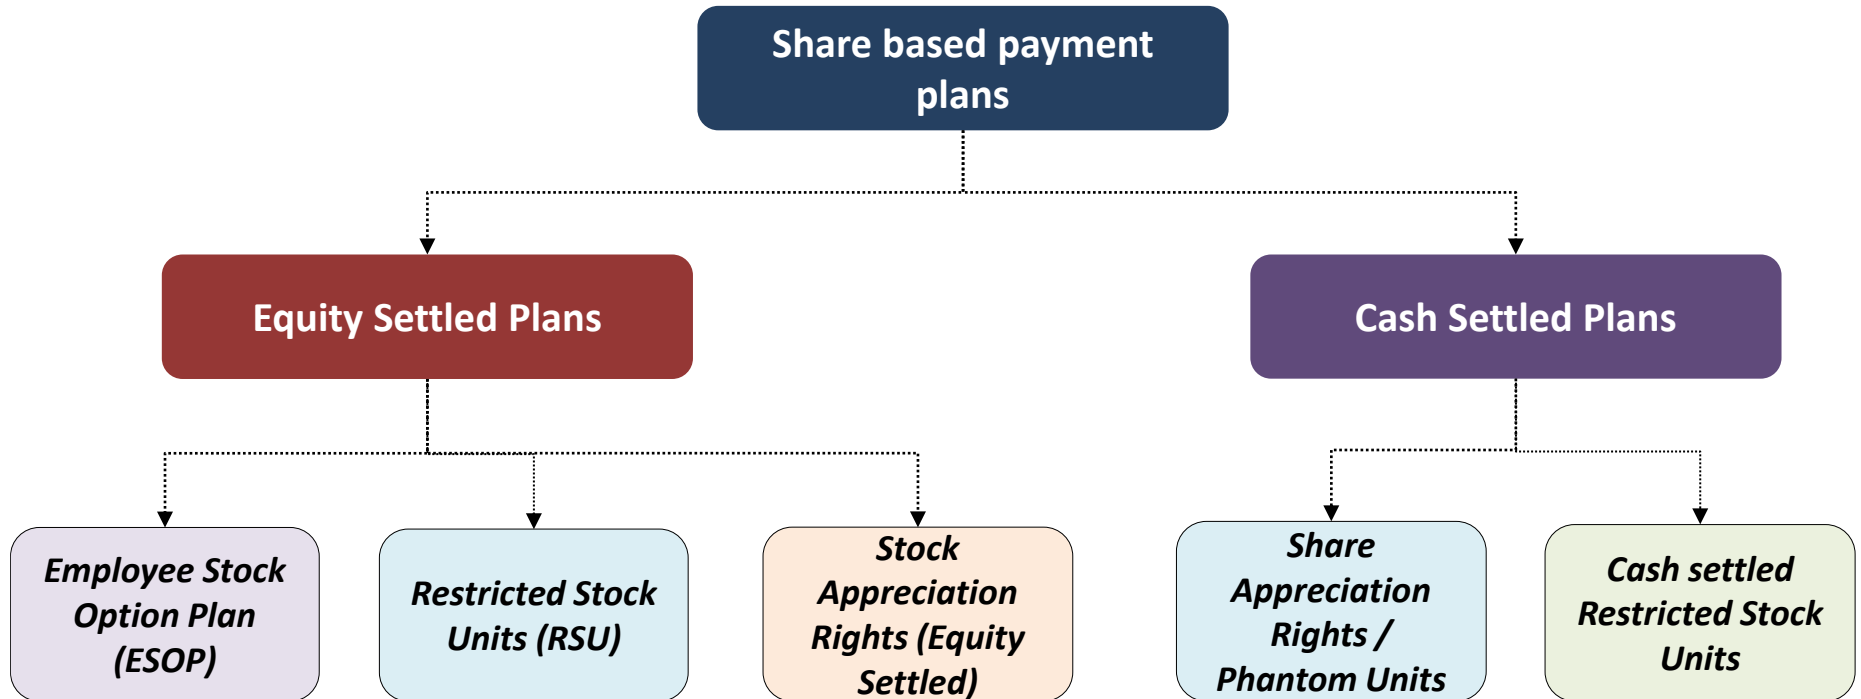 Share based payment
plans
Equity Settled Plans
Cash Settled Plans
Employee Stock
Option Plan
(ESOP)
Restricted Stock
Units (RSU)
Stock
Appreciation
Rights (Equity
Settled)
Share
Appreciation
Rights /
Phantom Units
Cash settled
Restricted Stock
Units